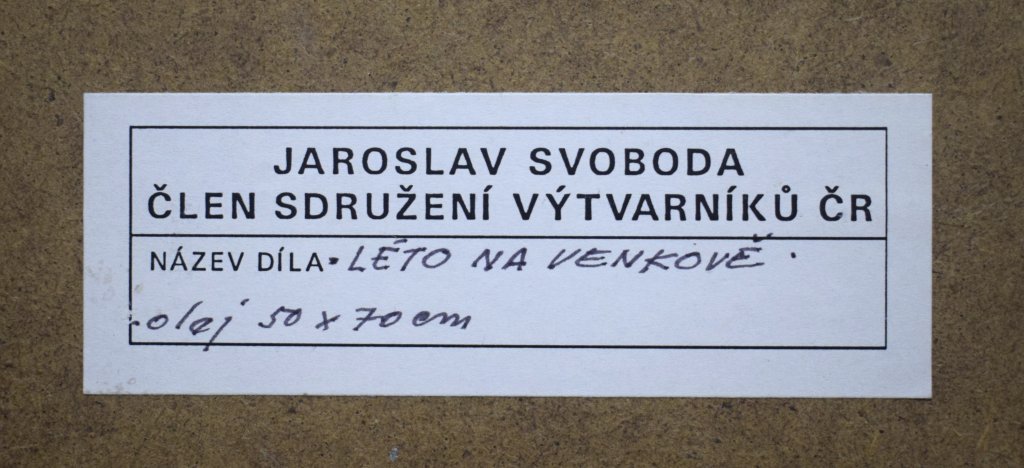 JAROSLAV SVOBODA
ČLEN SDRUŽENÍ VÝTVARNÍKŮ ČR
NÁZEV DÍLA • LÉTO NA VENKOVĚ .
.olej 50 x 70 cm